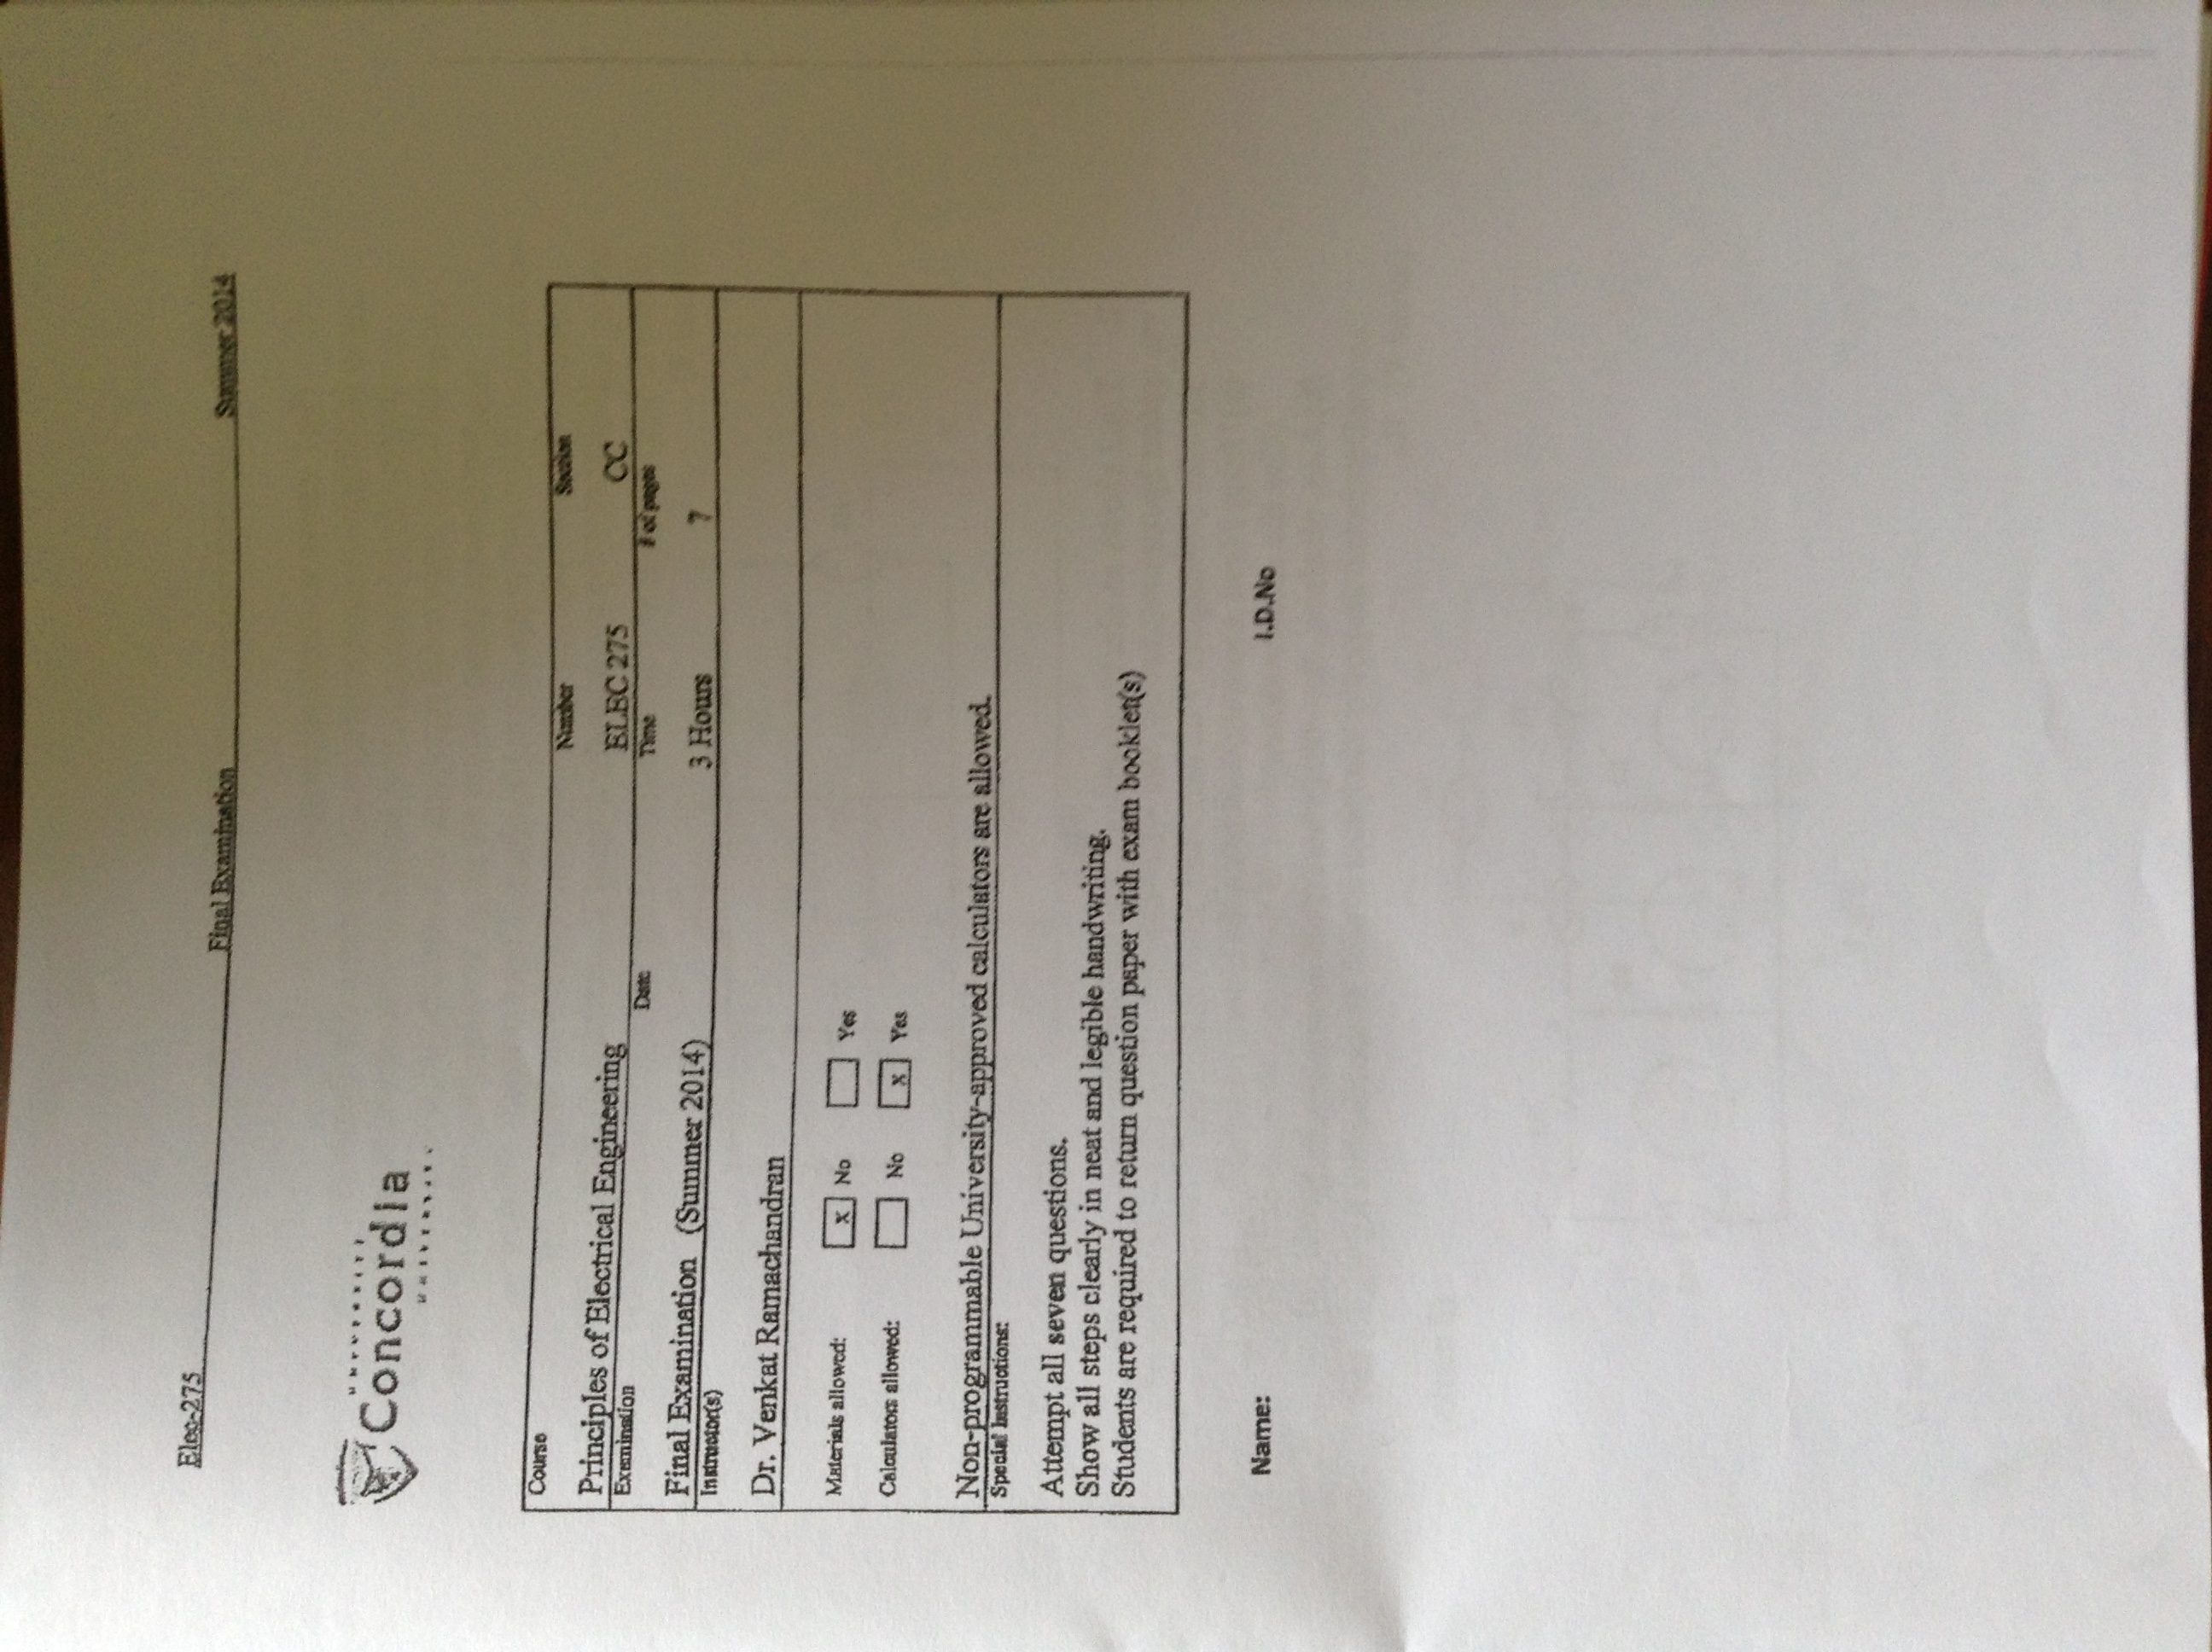 Elec-275 Final Examination Summer 2014
UNIVERSITÉ
Concordia
UNIVERSITY
Course Number Section
Principles of Electrical Engineering ELEC 275 CC
Examination Date Time # of pages
Final Examination (Summer 2014) 3 Hours 7
Instructor(s)
Dr. Venkat Ramachandran
Materials allowed: x No Yes
Calculators allowed: No x Yes
Non-programmable University-approved calculators are allowed.
Special Instructions:
Attempt all seven questions.
Show all steps clearly in neat and legible handwriting.
Students are required to return question paper with exam booklet(s)
Name: I.D.No